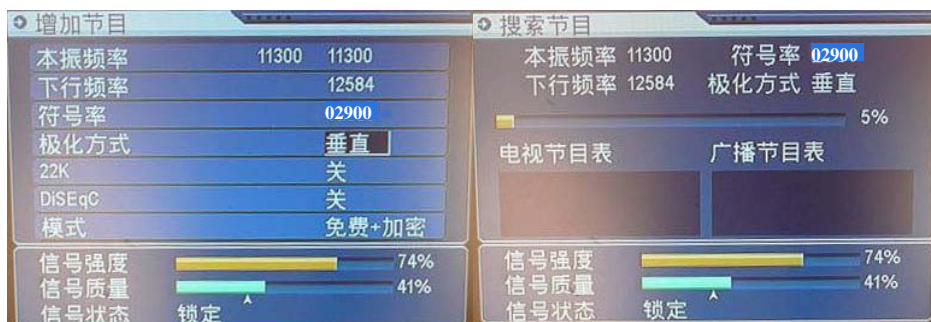 增加节目
本振频率 11300 11300
下行频率 12584
符号率 02900
极化方式 垂直
22K 关
DiSEqC 关
模式 免费+加密
信号强度 74%
信号质量 41%
信号状态 锁定
搜索节目
本振频率 11300 符号率 02900
下行频率 12584 极化方式 垂直
5%
电视节目表 广播节目表
信号强度 74%
信号质量 41%
信号状态 锁定